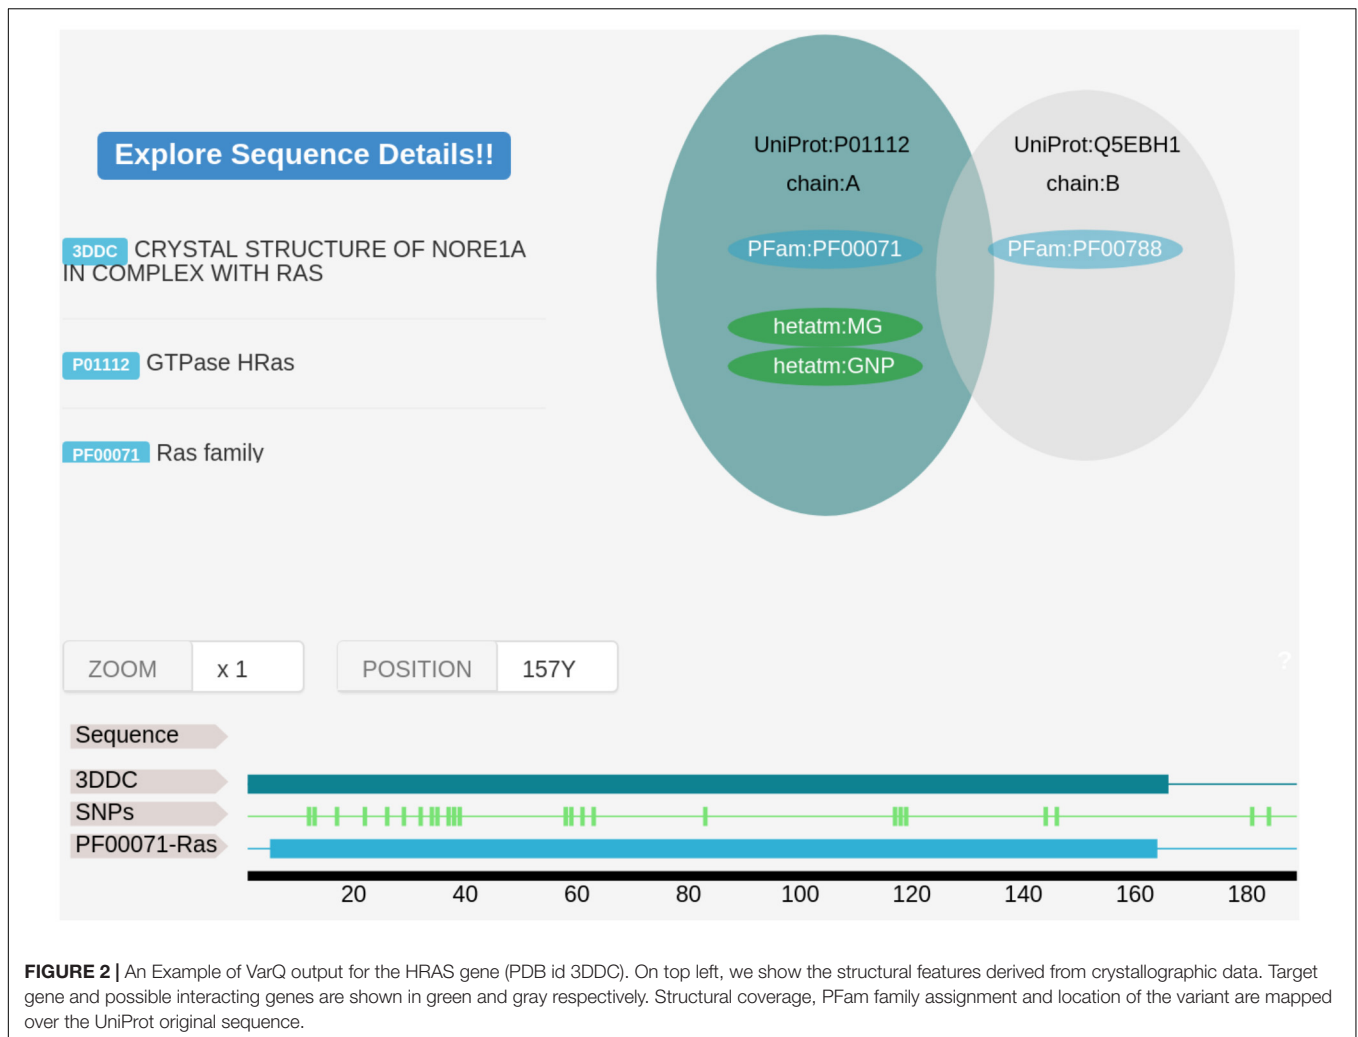 Explore Sequence Details!!
3DDC CRYSTAL STRUCTURE OF NORE1A
IN COMPLEX WITH RAS
P01112 GTPase HRas
PF00071 Ras family
UniProt:P01112
chain:A
PFam:PF00071
hetatm:MG
hetatm:GNP
UniProt:Q5EBH1
chain:B
PFam:PF00788
ZOOM x 1 POSITION 157Y
?
Sequence
3DDC
SNPs
PF00071-Ras
20 40 60 80 100 120 140 160 180
FIGURE 2 | An Example of VarQ output for the HRAS gene (PDB id 3DDC). On top left, we show the structural features derived from crystallographic data. Target
gene and possible interacting genes are shown in green and gray respectively. Structural coverage, PFam family assignment and location of the variant are mapped
over the UniProt original sequence.